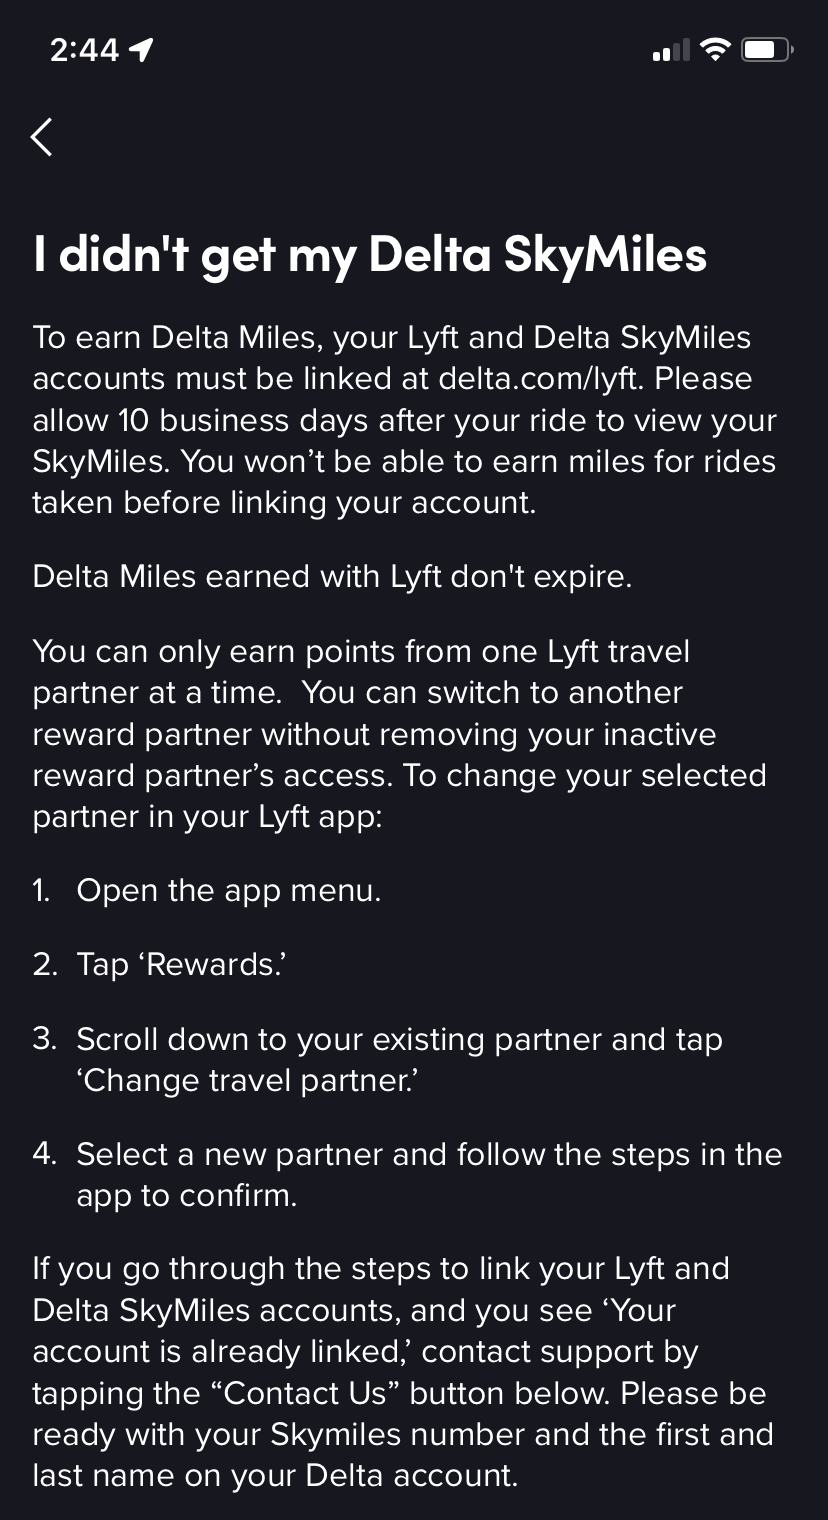 2:44
I didn't get my Delta SkyMiles
To earn Delta Miles, your Lyft and Delta SkyMiles
accounts must be linked at delta.com/lyft. Please
allow 10 business days after your ride to view your
SkyMiles. You won’t be able to earn miles for rides
taken before linking your account.
Delta Miles earned with Lyft don't expire.
You can only earn points from one Lyft travel
partner at a time.  You can switch to another
reward partner without removing your inactive
reward partner’s access. To change your selected
partner in your Lyft app:
1. Open the app menu.
2. Tap ‘Rewards.’
3. Scroll down to your existing partner and tap
‘Change travel partner.’
4. Select a new partner and follow the steps in the
app to confirm.
If you go through the steps to link your Lyft and
Delta SkyMiles accounts, and you see ‘Your
account is already linked,’ contact support by
tapping the “Contact Us” button below. Please be
ready with your Skymiles number and the first and
last name on your Delta account.